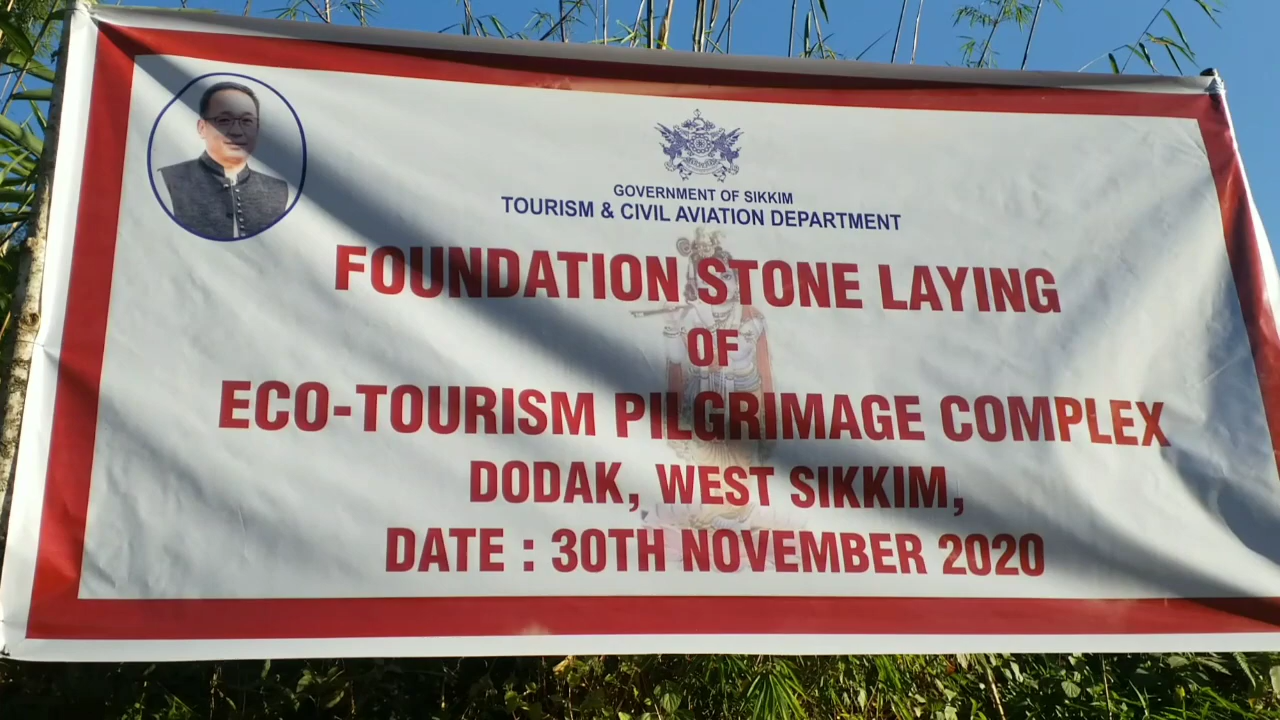 GOVERNMENT OF SIKKIM
TOURISM & CIVIL AVIATION DEPARTMENT
FOUNDATION STONE LAYING
OF
ECO-TOURISM PILGRIMAGE COMPLEX
DODAK, WEST SIKKIM,
DATE : 30TH NOVEMBER 2020